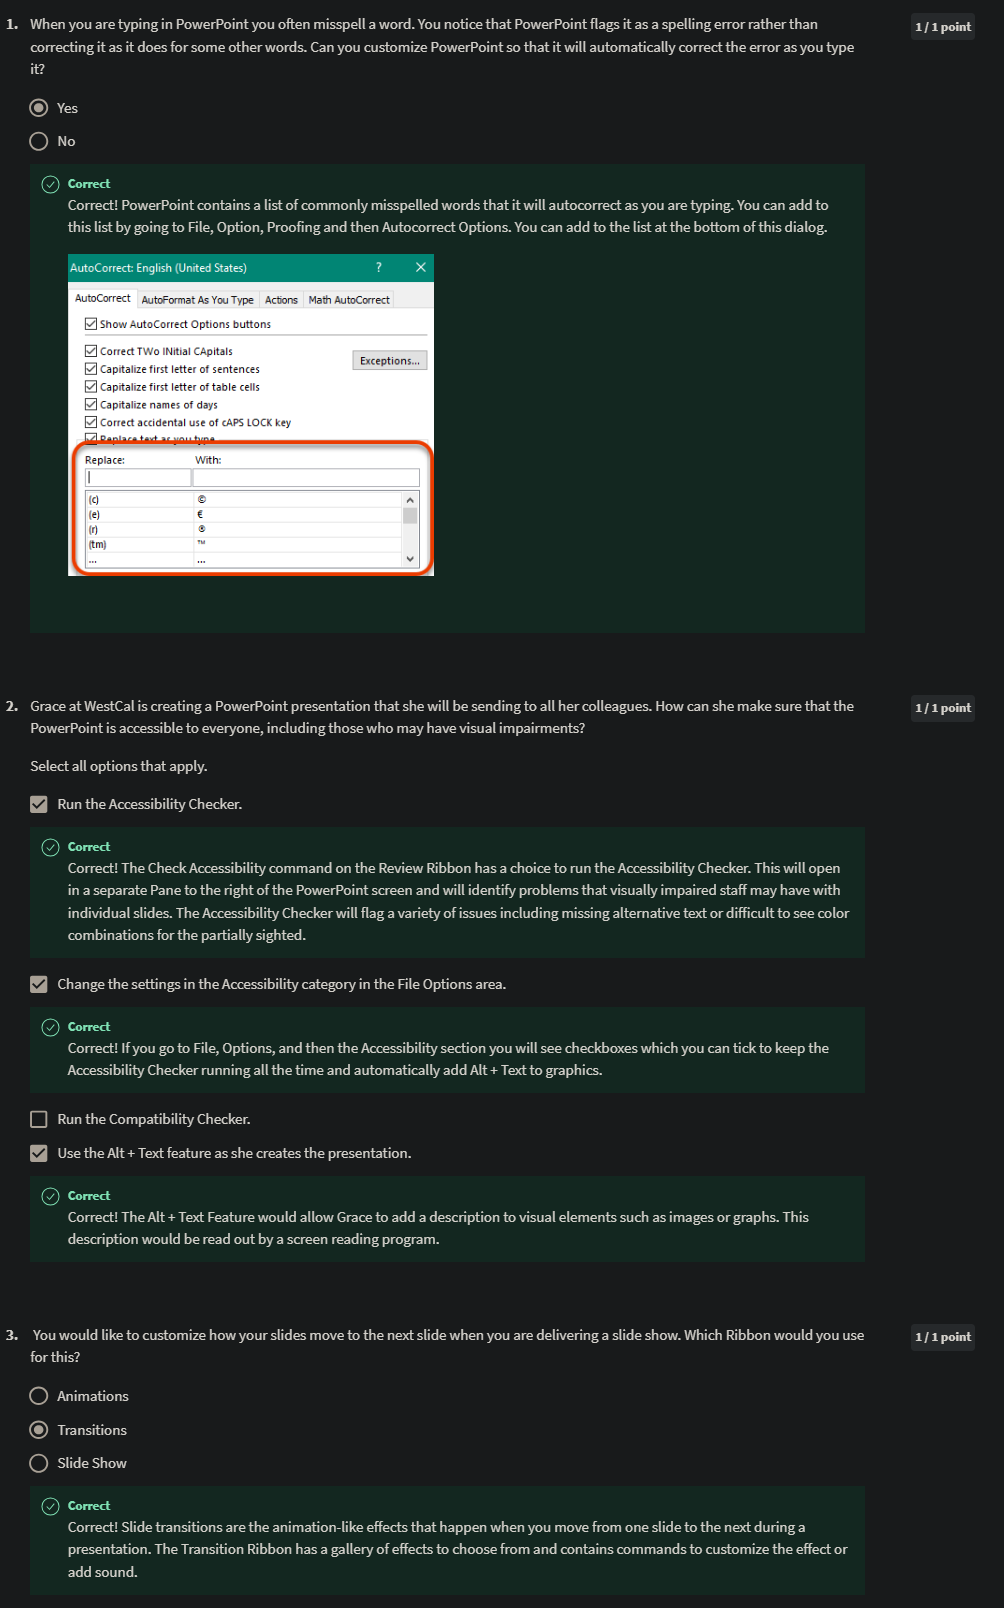 1. When you are typing in PowerPoint you often misspell a word. You notice that PowerPoint flags it as a spelling error rather than
correcting it as it does for some other words. Can you customize PowerPoint so that it will automatically correct the error as you type
it?
1 / 1 point
Yes
No
Correct
Correct! PowerPoint contains a list of commonly misspelled words that it will autocorrect as you are typing. You can add to
this list by going to File, Option, Proofing and then Autocorrect Options. You can add to the list at the bottom of this dialog.
AutoCorrect: English (United States) ?
AutoCorrect AutoFormat As You Type Actions Math AutoCorrect
Show AutoCorrect Options buttons
Correct TWo INitial CApitals
Exceptions...
Capitalize first letter of sentences
Capitalize first letter of table cells
Capitalize names of days
Correct accidental use of cAPS LOCK key
Replace text as you type
Replace: With:
(c) ©
(e) €
(r) ®
(tm) ™
... ...
2. Grace at WestCal is creating a PowerPoint presentation that she will be sending to all her colleagues. How can she make sure that the
PowerPoint is accessible to everyone, including those who may have visual impairments?
1 / 1 point
Select all options that apply.
Run the Accessibility Checker.
Correct
Correct! The Check Accessibility command on the Review Ribbon has a choice to run the Accessibility Checker. This will open
in a separate Pane to the right of the PowerPoint screen and will identify problems that visually impaired staff may have with
individual slides. The Accessibility Checker will flag a variety of issues including missing alternative text or difficult to see color
combinations for the partially sighted.
Change the settings in the Accessibility category in the File Options area.
Correct
Correct! If you go to File, Options, and then the Accessibility section you will see checkboxes which you can tick to keep the
Accessibility Checker running all the time and automatically add Alt + Text to graphics.
Run the Compatibility Checker.
Use the Alt + Text feature as she creates the presentation.
Correct
Correct! The Alt + Text Feature would allow Grace to add a description to visual elements such as images or graphs. This
description would be read out by a screen reading program.
3. You would like to customize how your slides move to the next slide when you are delivering a slide show. Which Ribbon would you use
for this?
1 / 1 point
Animations
Transitions
Slide Show
Correct
Correct! Slide transitions are the animation-like effects that happen when you move from one slide to the next during a
presentation. The Transition Ribbon has a gallery of effects to choose from and contains commands to customize the effect or
add sound.